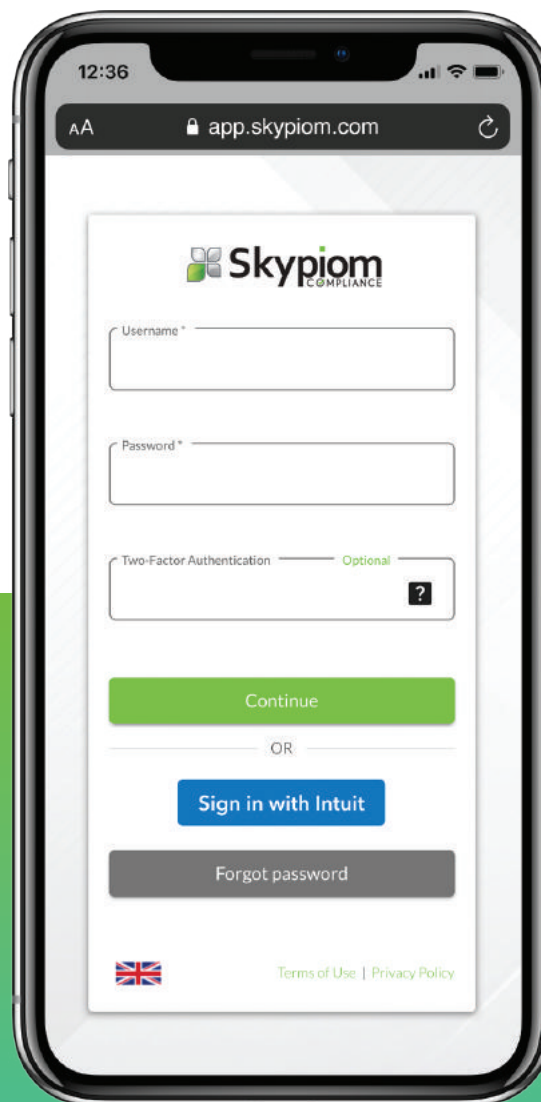 12:36
AA app.skypiom.com
Skypiom
COMPLIANCE
Username *
Password *
Two-Factor Authentication Optional
?
Continue
OR
Sign in with Intuit
Forgot password
Terms of Use | Privacy Policy